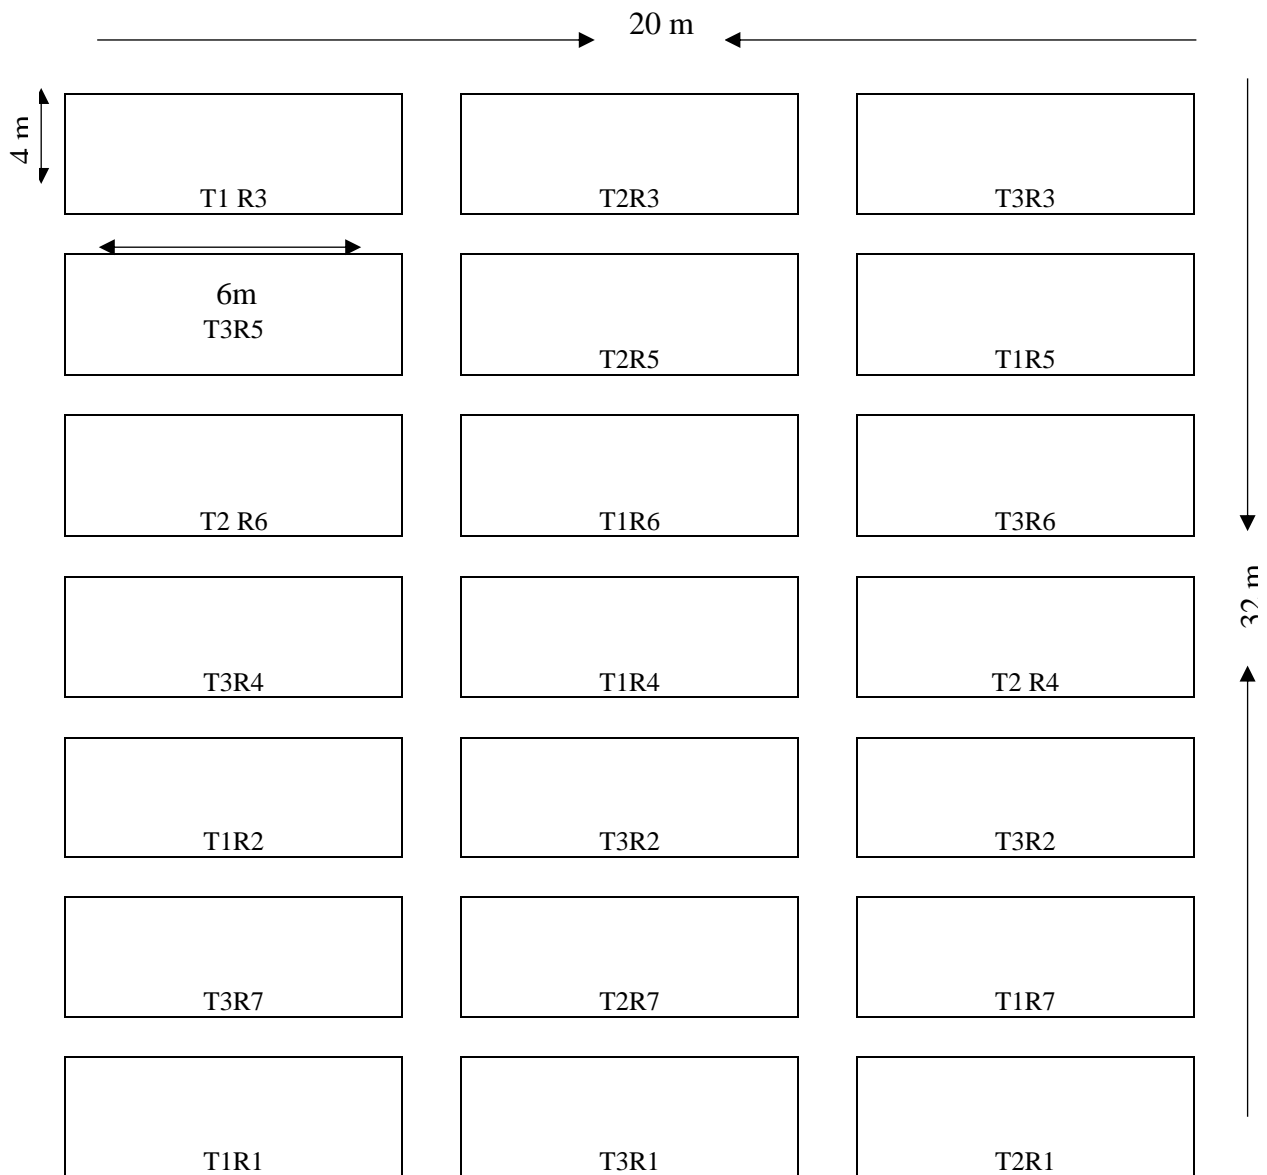 20 m
4 m
T1 R3 T2R3 T3R3
6m
T3R5
T2R5 T1R5
T2 R6 T1R6 T3R6
32 m
T3R4 T1R4 T2 R4
T1R2 T3R2 T3R2
T3R7 T2R7 T1R7
T1R1 T3R1 T2R1